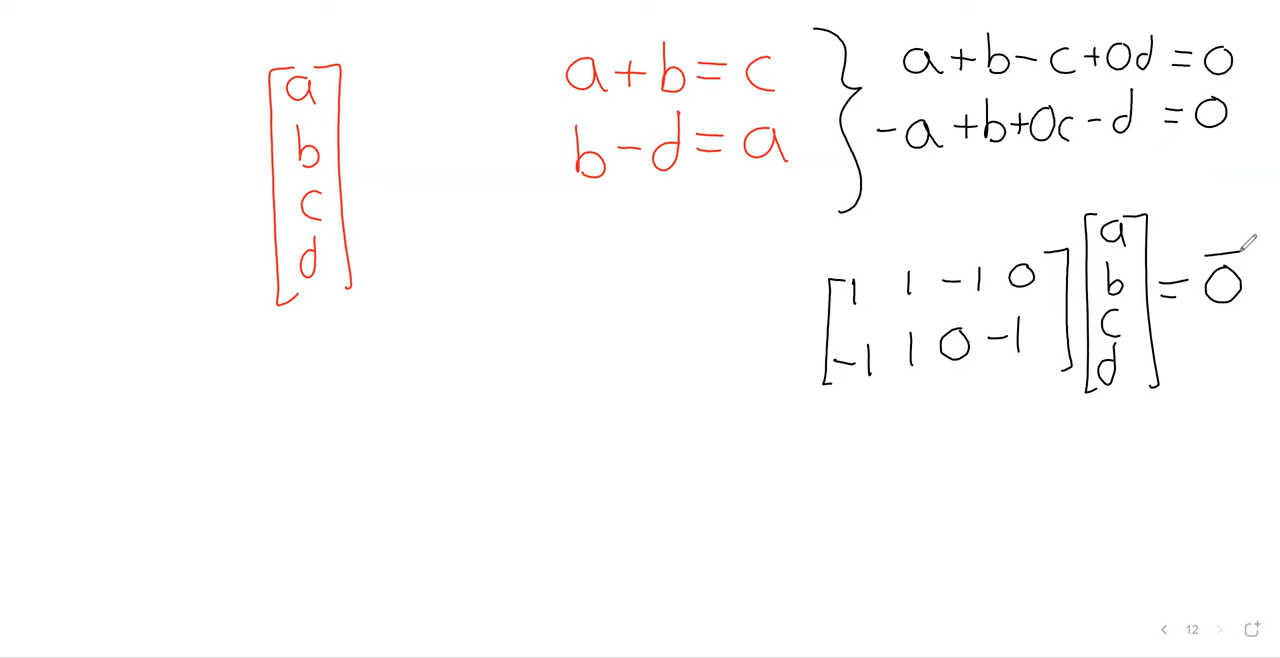 a
b
c
d
a+b=c
b-d=a
a+b-c+0d=0
-a+b+0c-d=0
1 1 -1 0
-1 1 0 -1
a
b
c
d
=0
12